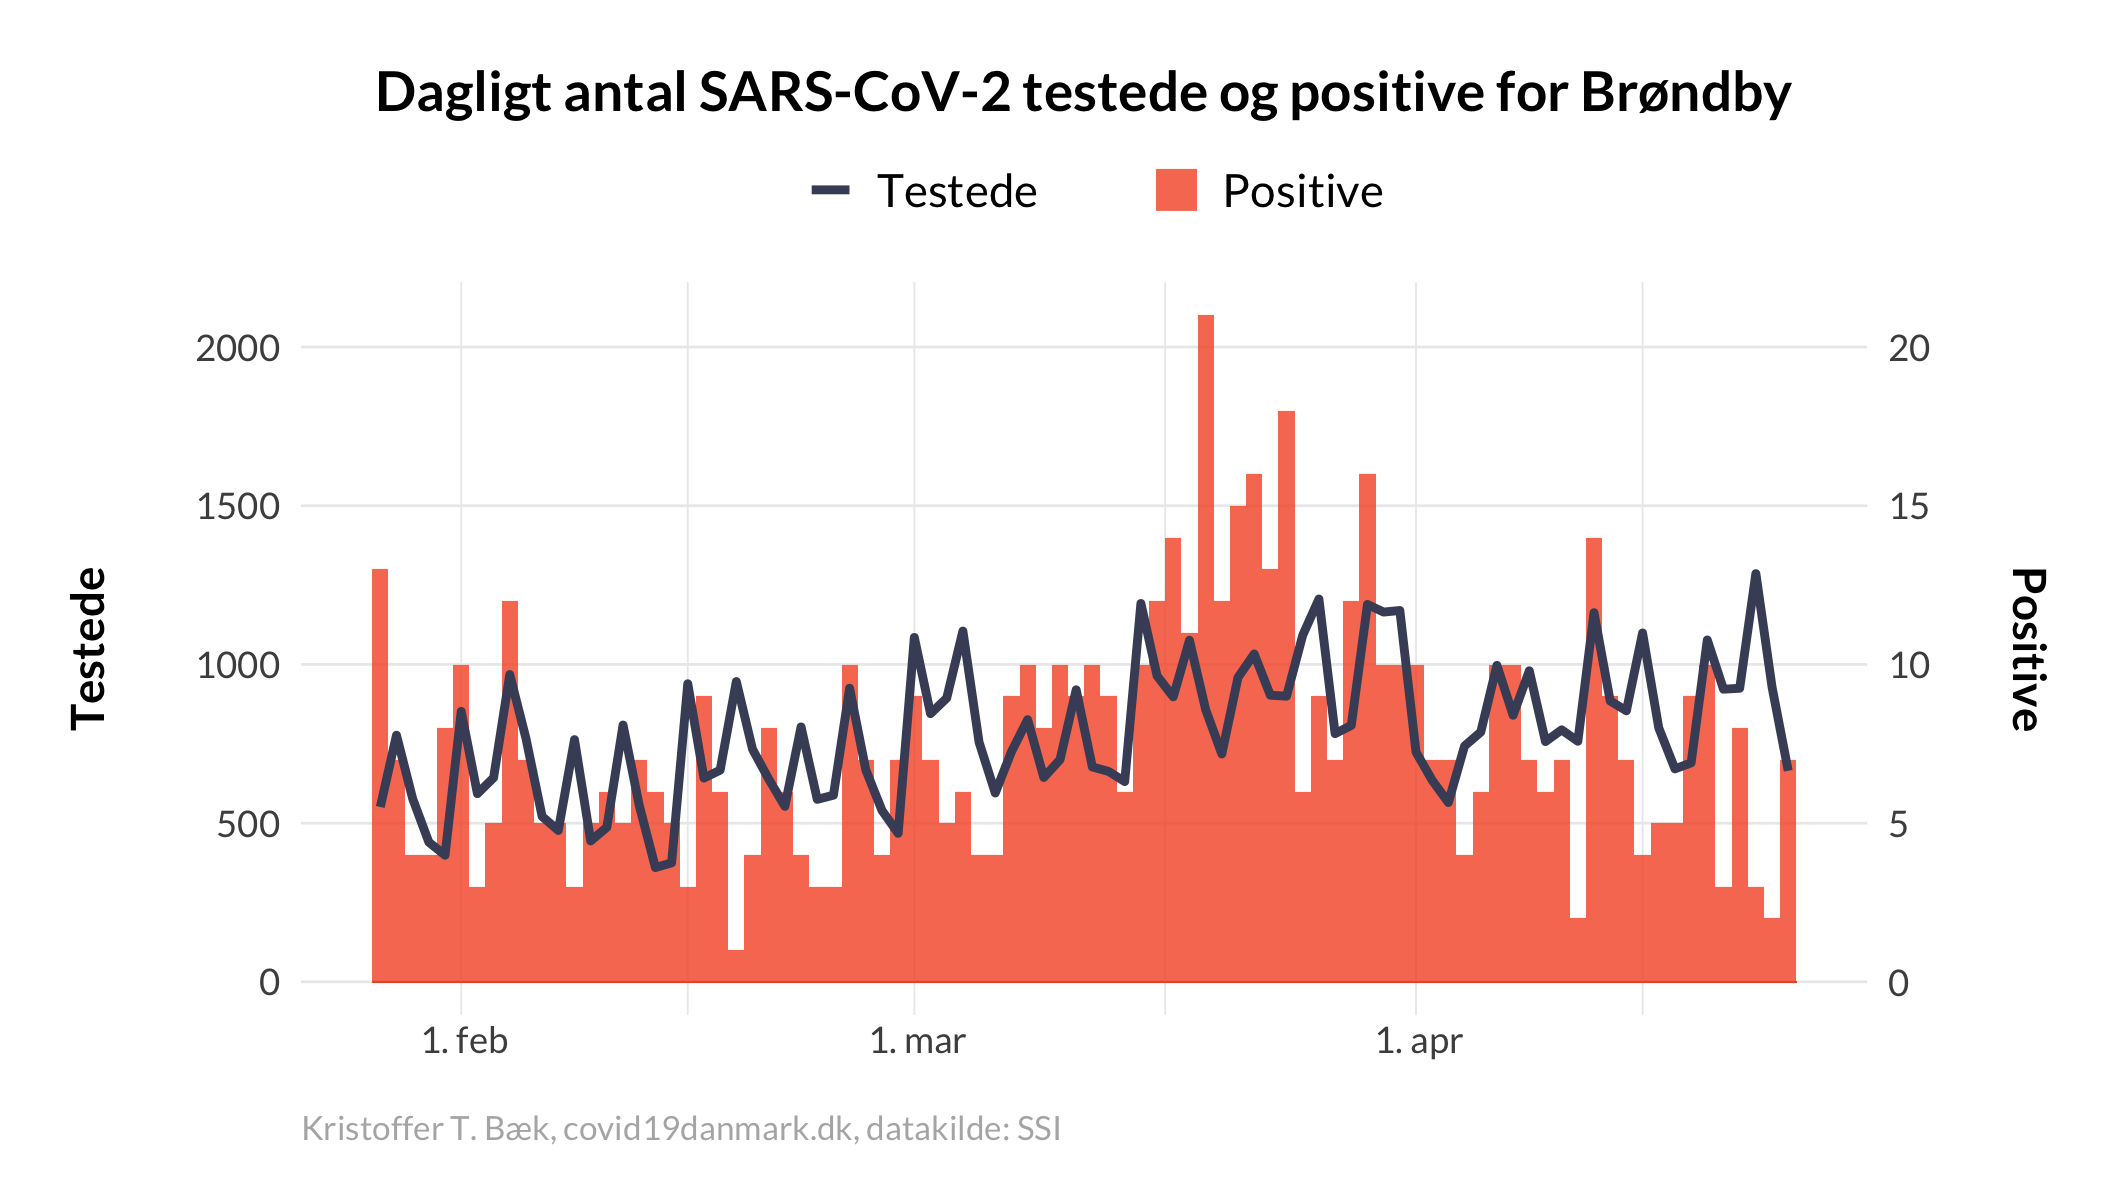 Dagligt antal SARS-CoV-2 testede og positive for Brøndby
Testede Positive
2000 20
1500 15
1000 10
500 5
0 0
Testede
Positive
1. feb 1. mar 1. apr
Kristoffer T. Bæk, covid19danmark.dk, datakilde: SSI